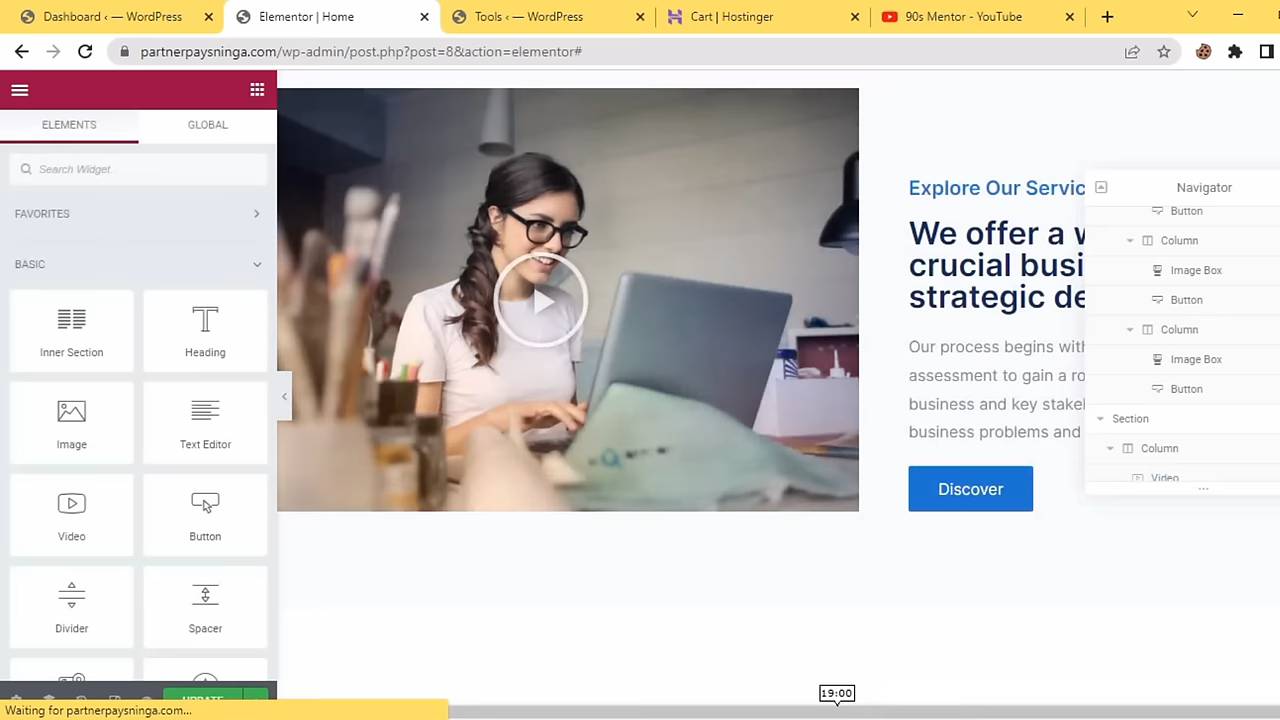 Dashboard ‹ — WordPress
Elementor | Home
Tools ‹ — WordPress
Cart | Hostinger
90s Mentor - YouTube
partnerpaysninga.com/wp-admin/post.php?post=8&action=elementor#
ELEMENTS
GLOBAL
Search Widget
FAVORITES
BASIC
Inner Section
Heading
Image
Text Editor
Video
Button
Divider
Spacer
UPDATE
Explore Our Servic
We offer a
crucial busi
strategic de
Our process begins with
assessment to gain a ro
business and key stake
business problems and
Discover
Navigator
Button
Column
Image Box
Button
Column
Image Box
Button
Section
Column
Video
19:00
Waiting for partnerpaysninga.com...